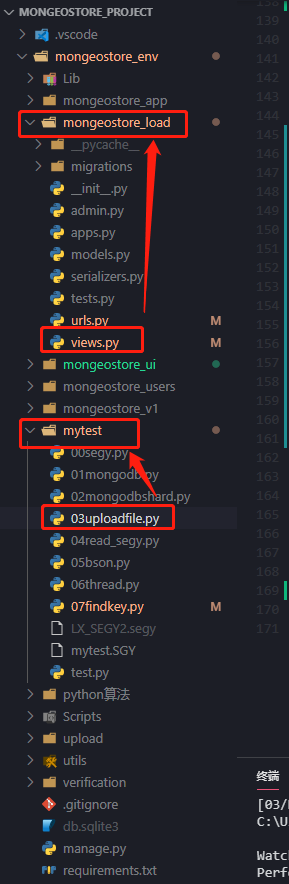 MONGEOSTORE_PROJECT
.vscode
mongeostore_env
Lib
mongeostore_app
mongeostore_load
__pycache__
migrations
__init__.py
admin.py
apps.py
models.py
serializers.py
tests.py
urls.py M
views.py M
mongeostore_ui
mongeostore_users
mongeostore_v1
mytest
00segy.py
01mongodb.py
02mongodbshard.py
03uploadfile.py
04read_segy.py
05bson.py
06thread.py
07findkey.py M
LX_SEGY2.segy
mytest.SGY
test.py
python算法
Scripts
upload
utils
verification
.gitignore
db.sqlite3
manage.py
requirements.txt
139
140
141
142
143
144
145
146
147
148
149
150
151
152
153
154
155
156
157
158
159
160
161
162
163
164
165
166
167
168
169
170
171
终端
[03/
C:\U
Watc
Perf